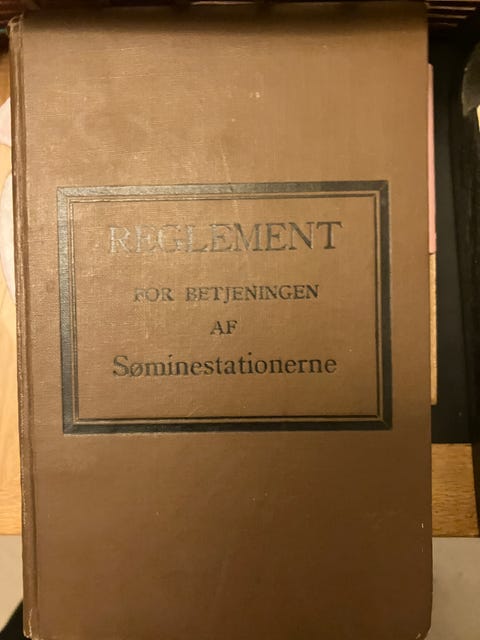 REGLEMENT
FOR BETJENINGEN
AF
Søminestationerne